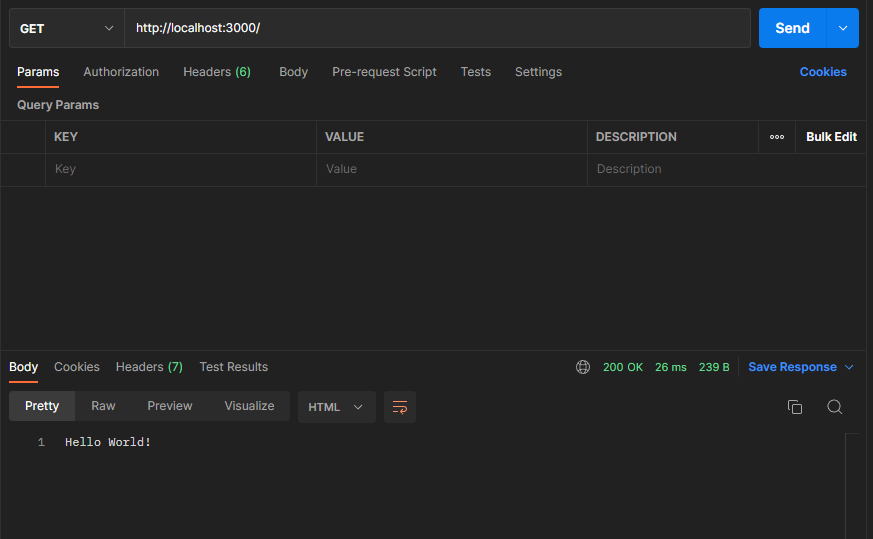 GET http://localhost:3000/ Send
Params Authorization Headers (6) Body Pre-request Script Tests Settings Cookies
Query Params
KEY VALUE DESCRIPTION Bulk Edit
Key Value Description
Body Cookies Headers (7) Test Results 200 OK 26 ms 239 B Save Response
Pretty Raw Preview Visualize HTML
1 Hello World!